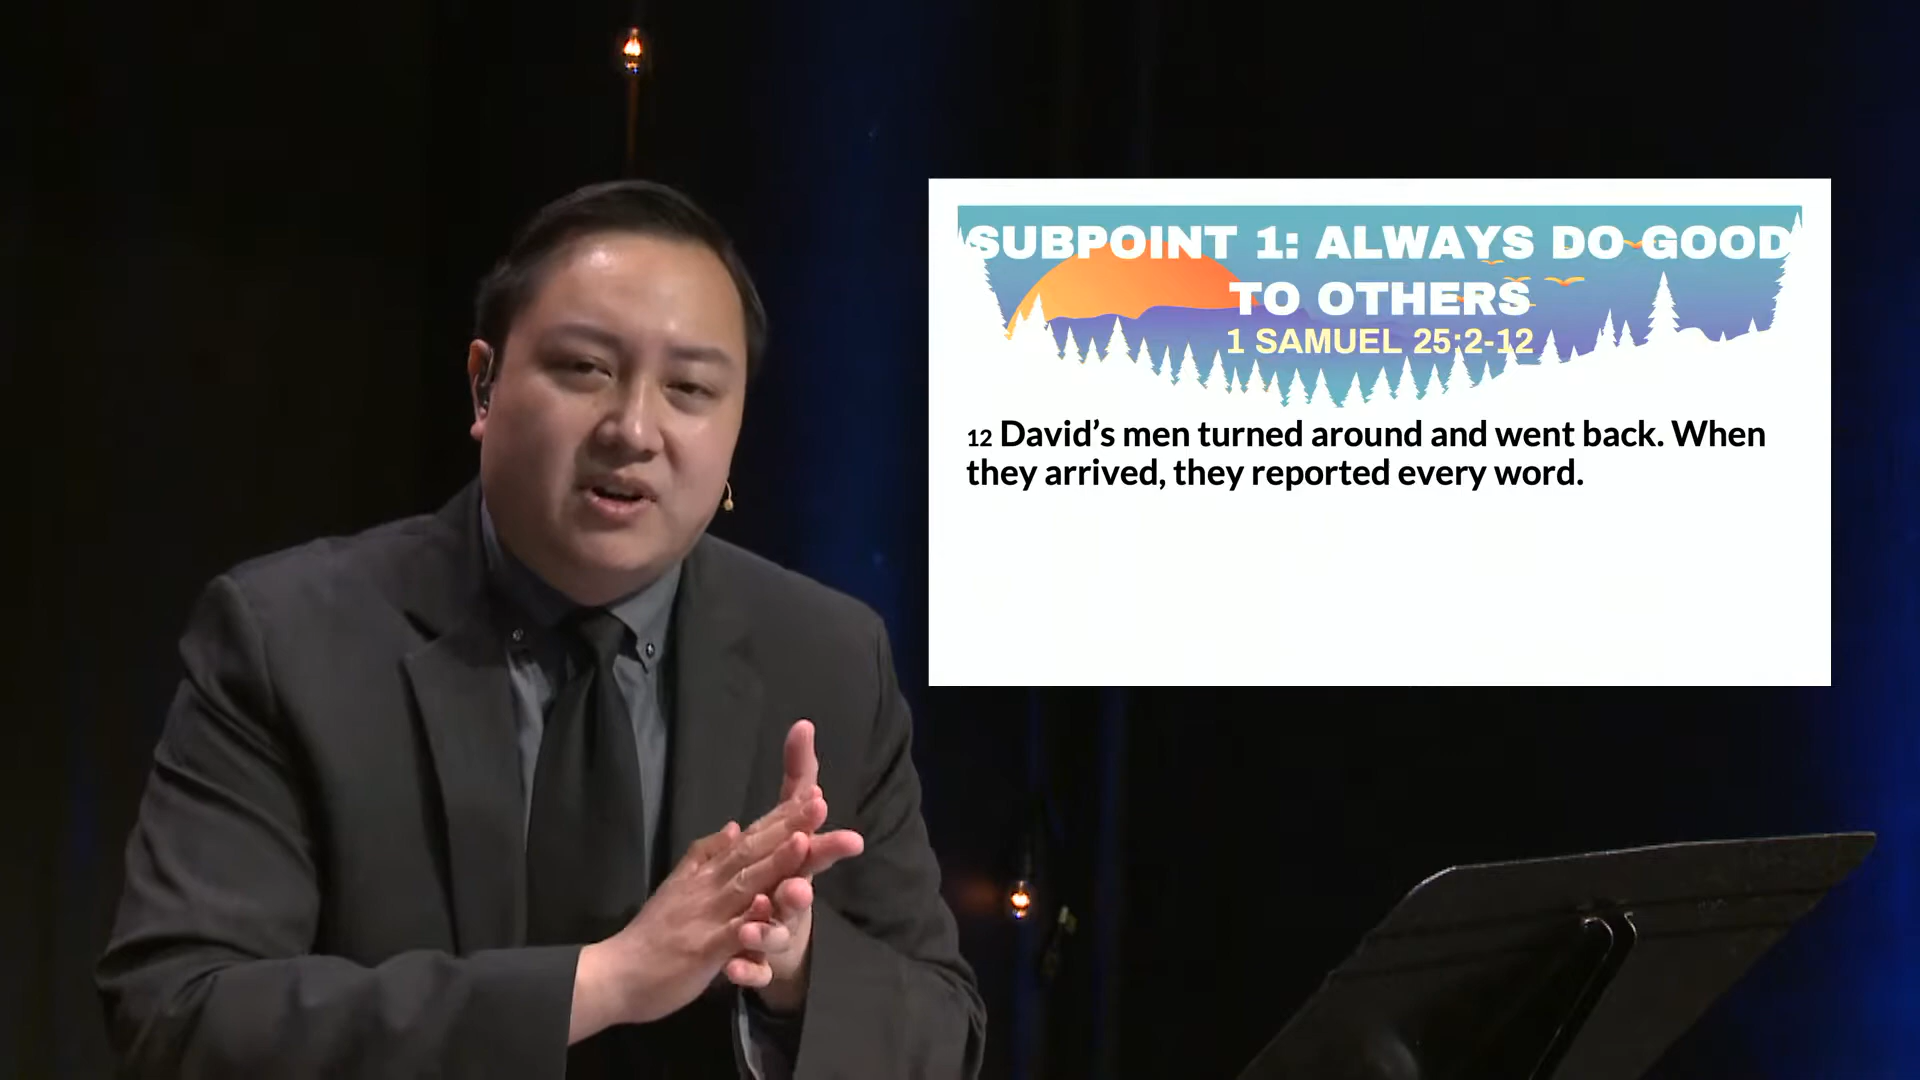 SUBPOINT 1: ALWAYS DO GOOD
TO OTHERS
1 SAMUEL 25:2-12
12 David’s men turned around and went back. When
they arrived, they reported every word.